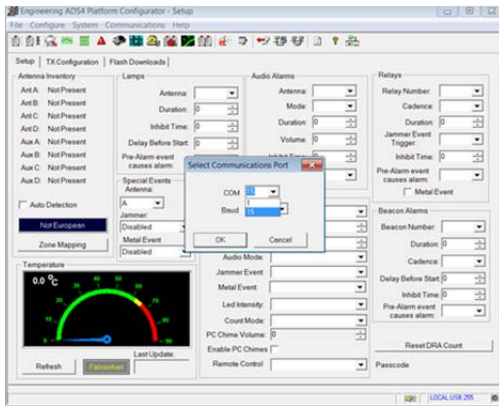 Engineering ADS4 Platform Configurator - Setup
File Configure System Communications Help
Setup TX Configuration Flash Downloads
Antenna Inventory
Ant A: Not Present
Ant B: Not Present
Ant C: Not Present
Ant D: Not Present
Aux A: Not Present
Aux B: Not Present
Aux C: Not Present
Aux D: Not Present
Auto Detection
Not European
Zone Mapping
Temperature
0.0 °C
Last Update:
Refresh
Fahrenheit
Lamps
Antenna:
Duration: 0
Inhibit Time: 0
Delay Before Start: 0
Pre-Alarm event
causes alarm:
Special Events
Antenna:
A
Jammer:
Disabled
Metal Event
Disabled
Audio Alarms
Antenna:
Mode:
Duration: 0
Volume: 0
Select Communications Port
COM 15
1
15
Baud
OK
Cancel
Audio Mode:
Jammer Event:
Metal Event:
Led Intensity:
Count Mode:
PC Chime Volume: 0
Enable PC Chimes
Remote Control
Relays
Relay Number:
Cadence:
Duration: 0
Jammer Event
Trigger:
Inhibit Time: 0
Pre-Alarm event
causes alarm:
Metal Event
Beacon Alarms
Beacon Number:
Duration: 0
Cadence:
Delay Before Start: 0
Inhibit Time: 0
Pre-Alarm event
causes alarm:
Reset DRA Count
Passcode
LOCAL USB 255